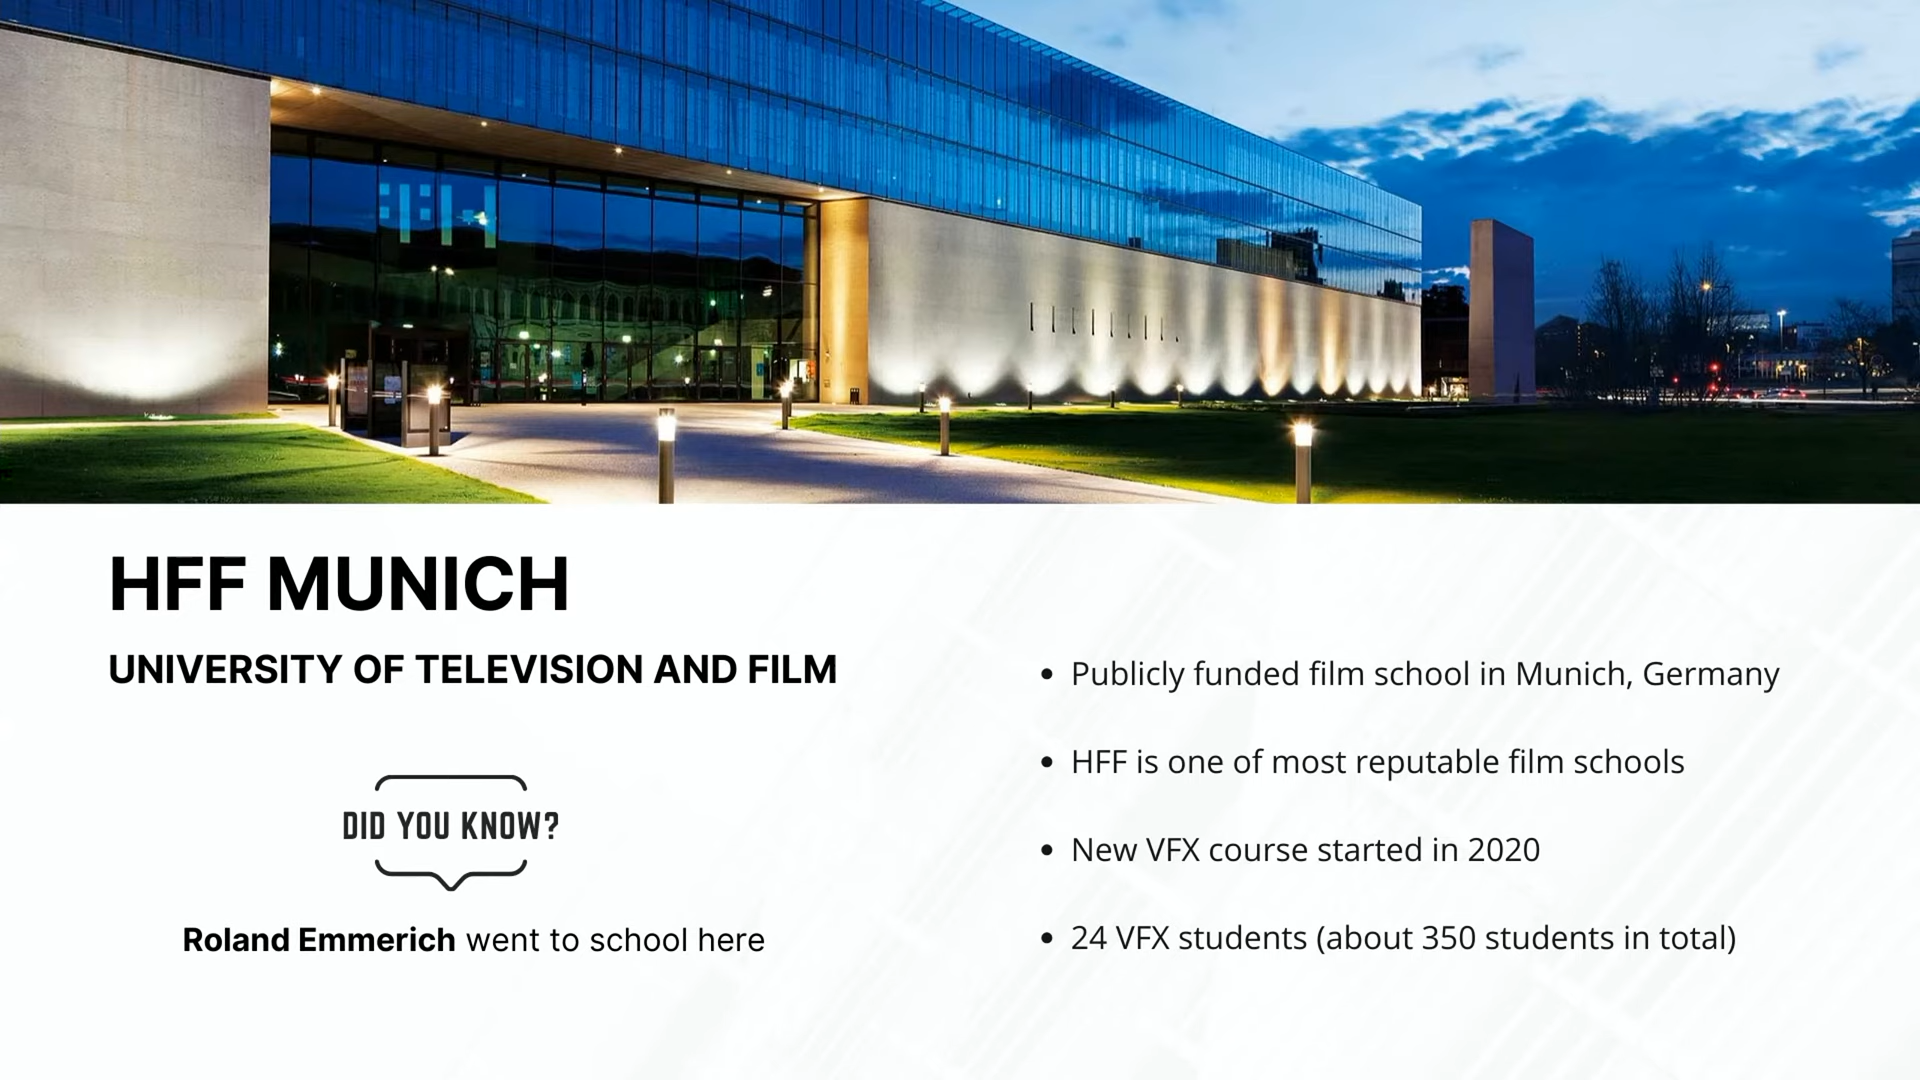 HFF MUNICH
UNIVERSITY OF TELEVISION AND FILM
DID YOU KNOW?
Roland Emmerich went to school here
• Publicly funded film school in Munich, Germany
• HFF is one of most reputable film schools
• New VFX course started in 2020
• 24 VFX students (about 350 students in total)